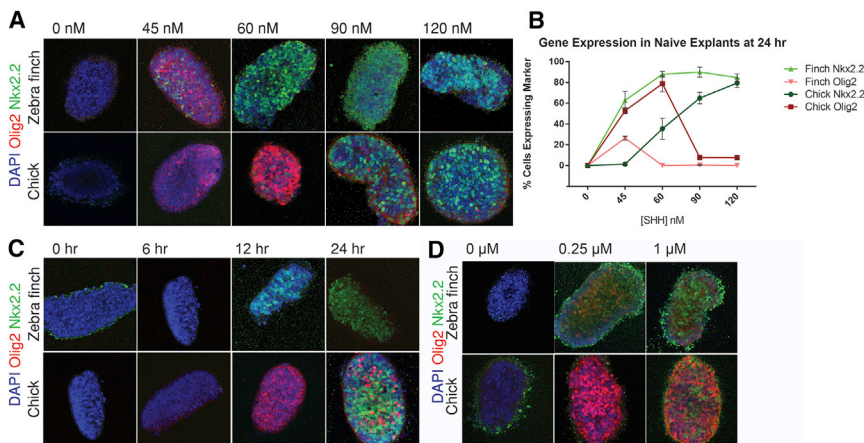 A
0 nM 45 nM 60 nM 90 nM 120 nM
DAPI Olig2 Nkx2.2
Zebra finch
Chick
B
Gene Expression in Naive Explants at 24 hr
% Cells Expressing Marker
100
80
60
40
20
0
0 45 60 90 120
[SHH] nM
Finch Nkx2.2
Finch Olig2
Chick Nkx2.2
Chick Olig2
C
0 hr 6 hr 12 hr 24 hr
DAPI Olig2 Nkx2.2
Zebra finch
Chick
D
0 µM 0.25 µM 1 µM
DAPI Olig2 Nkx2.2
Zebra finch
Chick